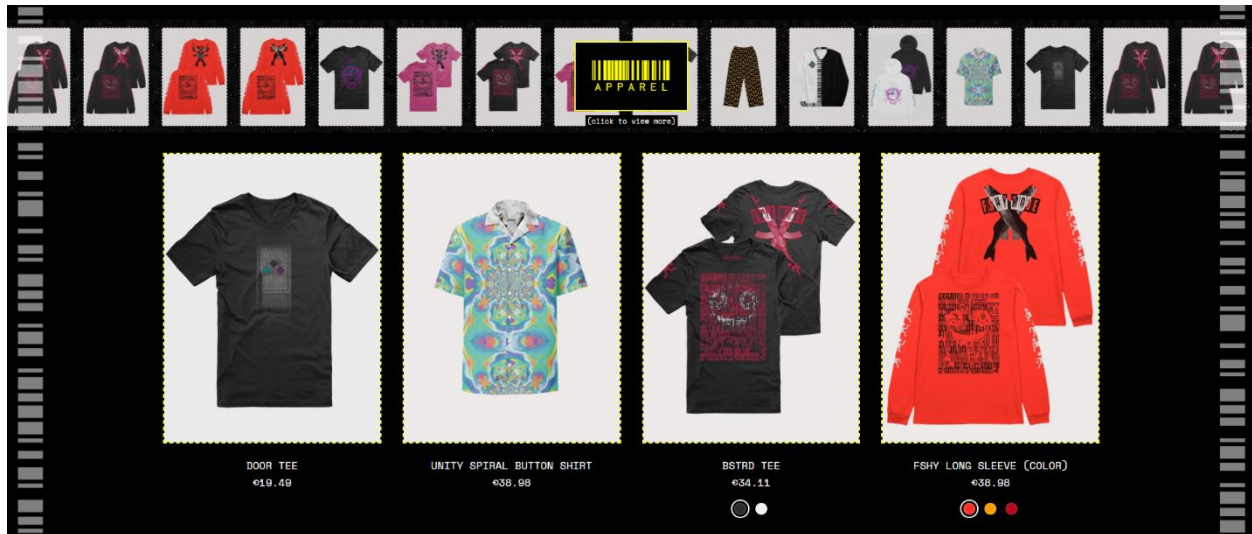 APPAREL
(click to view more)
DOOR TEE
€19.49
UNITY SPIRAL BUTTON SHIRT
€38.98
BSTRD TEE
€34.11
FSHY LONG SLEEVE (COLOR)
€38.98